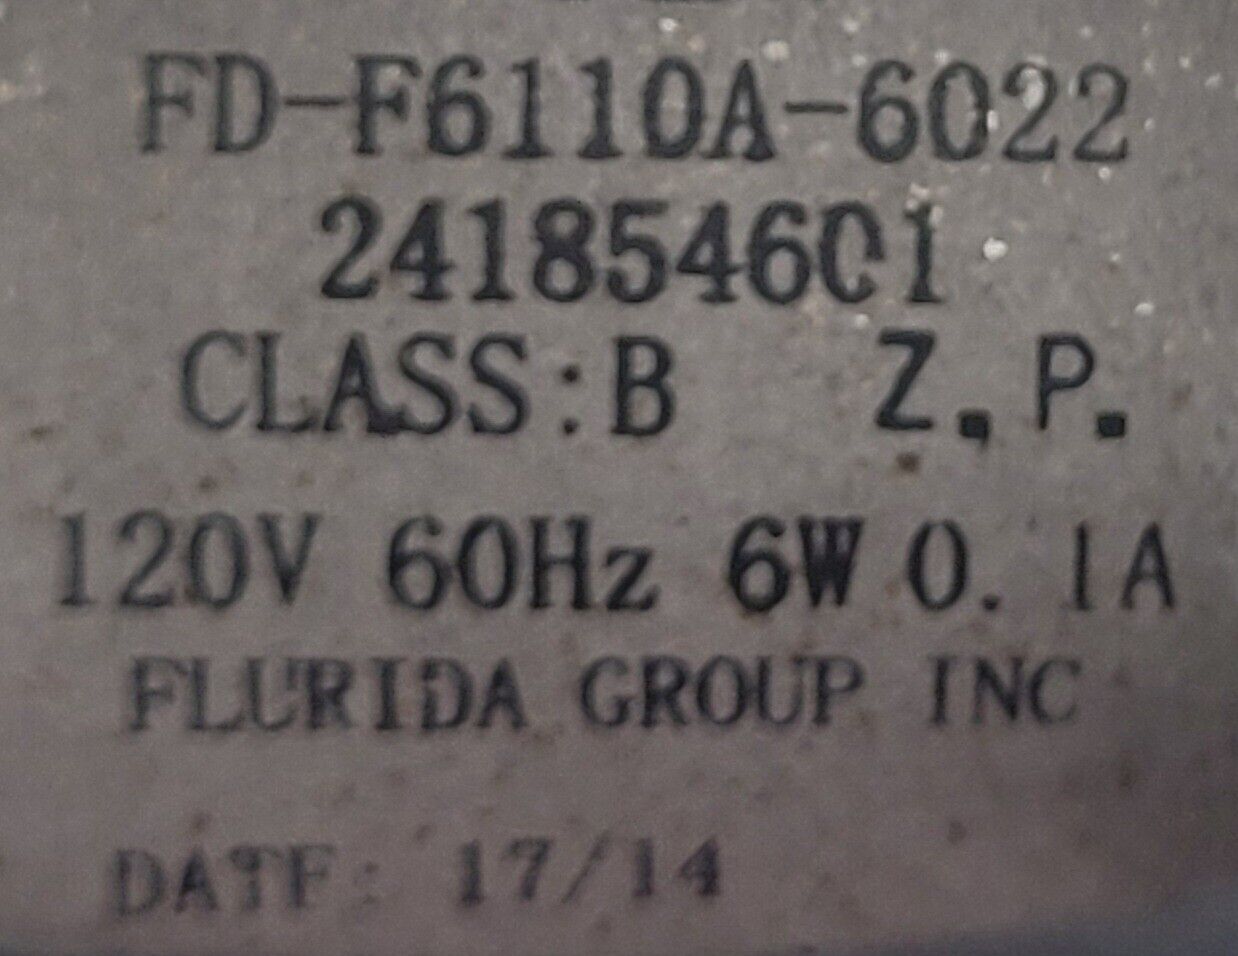 FD-F6110A-6022
241854601
CLASS:B Z.P.
120V 60Hz 6W 0.1A
FLURIDA GROUP INC
DATE: 17/14